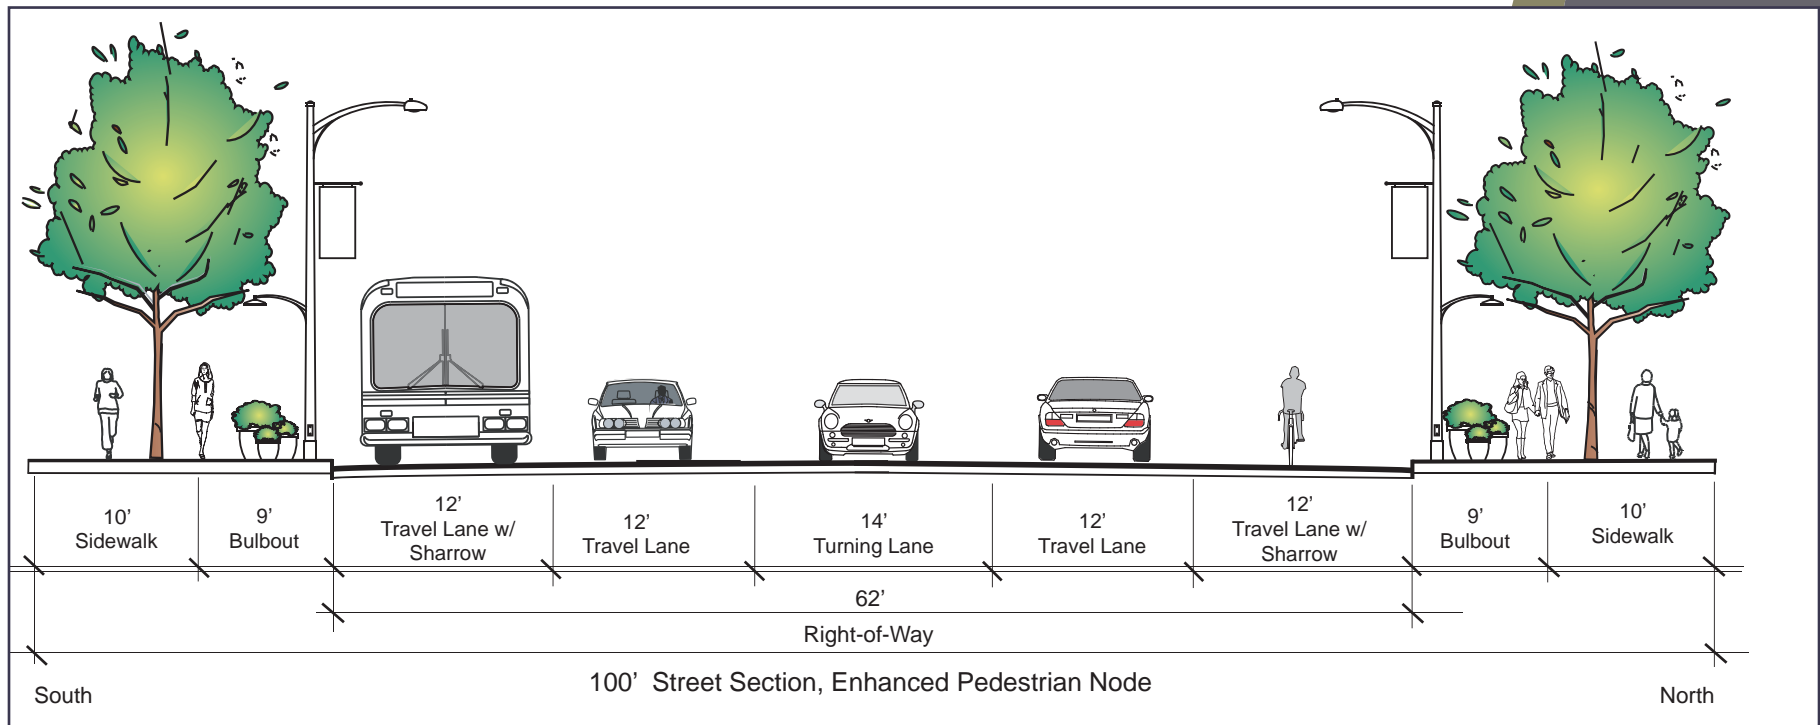 10’
Sidewalk
9’
Bulbout
12’
Travel Lane w/
Sharrow
12’
Travel Lane
14’
Turning Lane
12’
Travel Lane
12’
Travel Lane w/
Sharrow
9’
Bulbout
10’
Sidewalk
62’
Right-of-Way
100’ Street Section, Enhanced Pedestrian Node
South
North